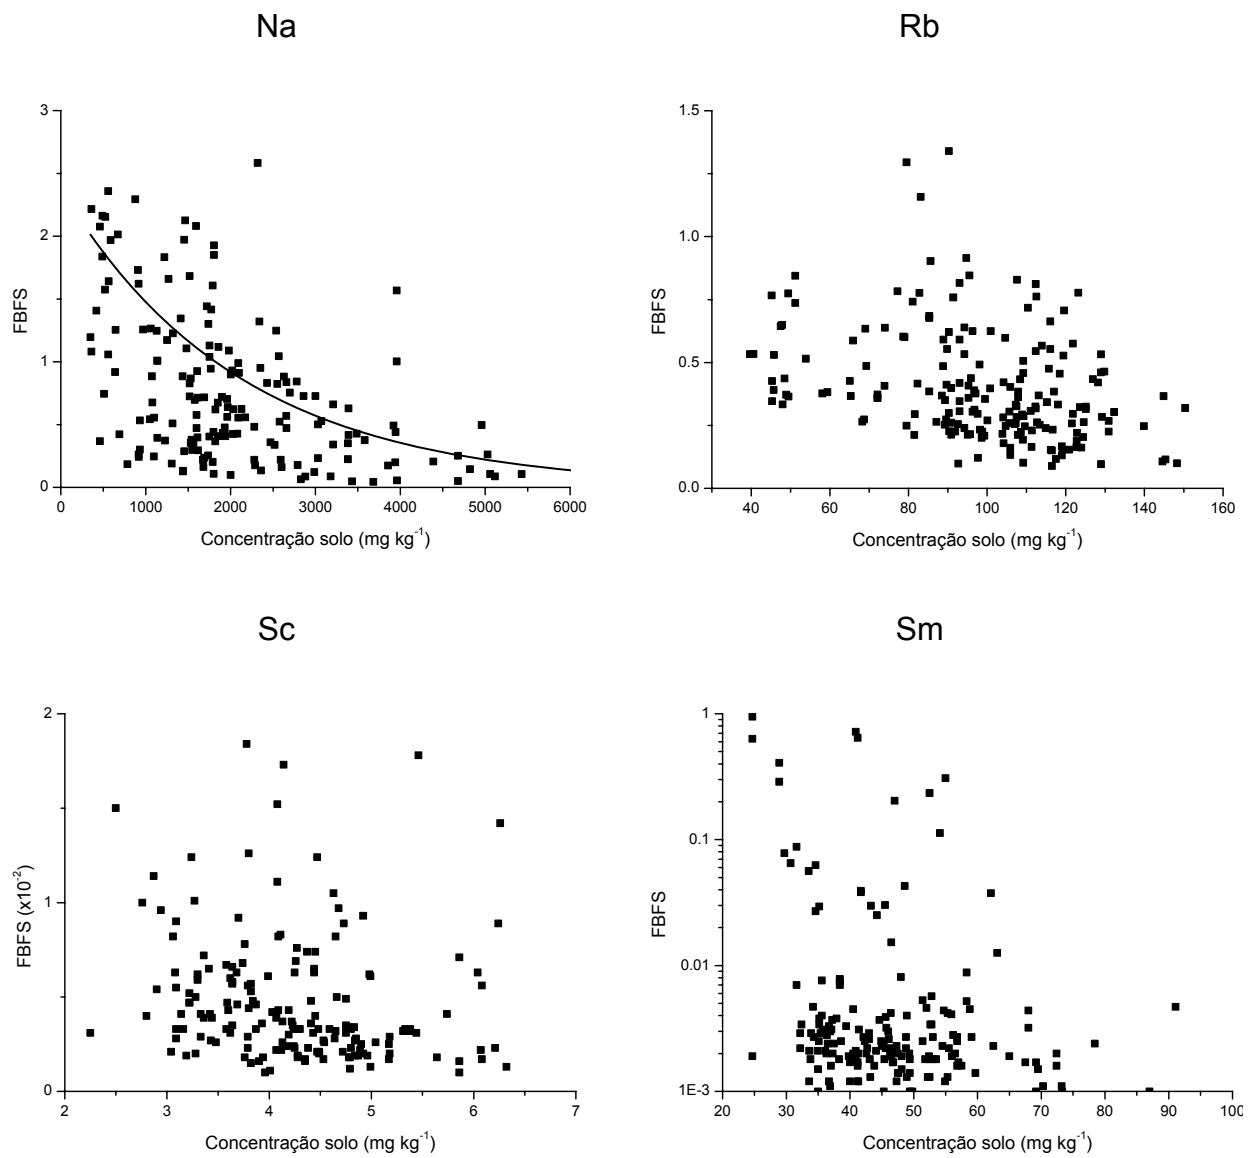 Na
3
2
1
0
FBFS
0 1000 2000 3000 4000 5000 6000
Concentração solo (mg kg⁻¹)
Rb
1.5
1.0
0.5
0.0
FBFS
40 60 80 100 120 140 160
Concentração solo (mg kg⁻¹)
Sc
2
1
0
FBFS (x10⁻²)
2 3 4 5 6 7
Concentração solo (mg kg⁻¹)
Sm
1
0.1
0.01
1E-3
FBFS
20 30 40 50 60 70 80 90 100
Concentração solo (mg kg⁻¹)